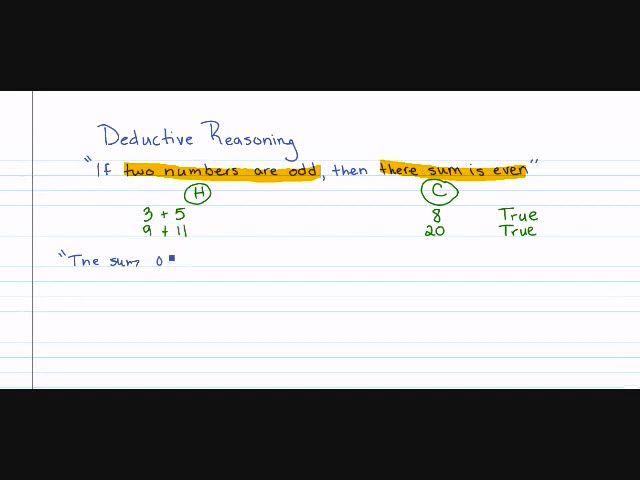 Deductive Reasoning
"If two numbers are odd, then there sum is even"
H C
3 + 5 8 True
9 + 11 20 True
"The sum o